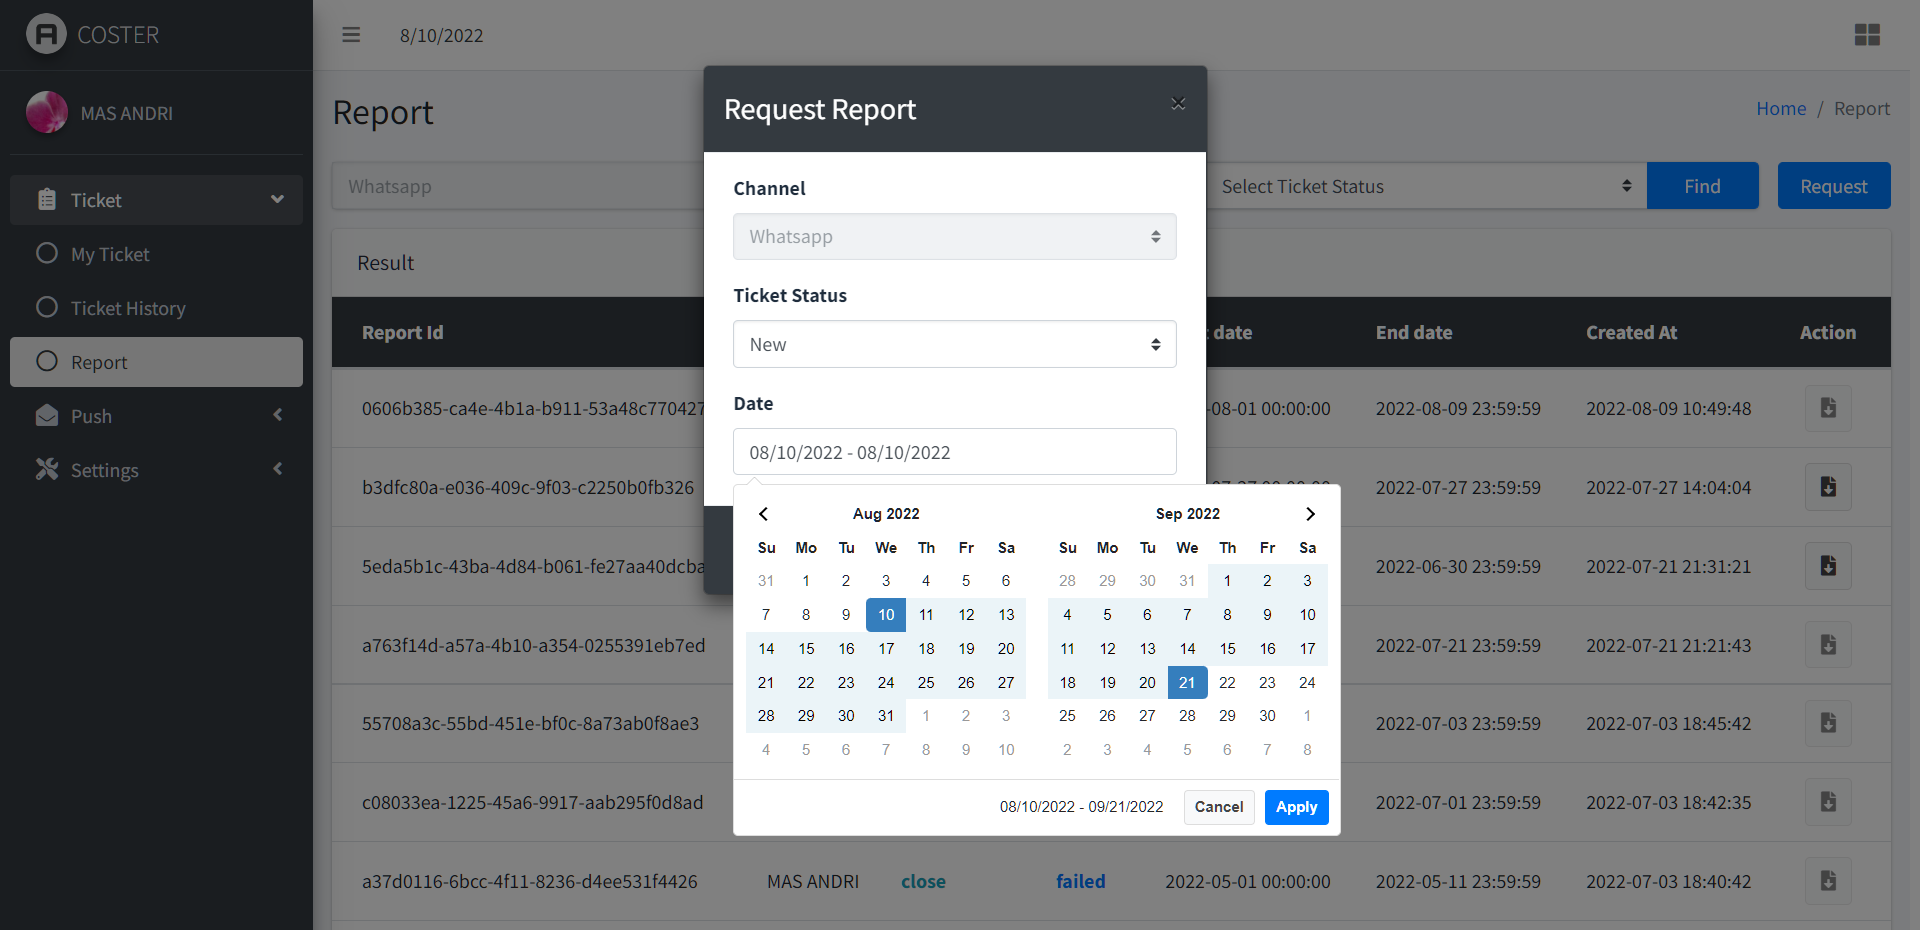 COSTER
8/10/2022
MAS ANDRI
Ticket
My Ticket
Ticket History
Report
Push
Settings
Report
Home / Report
Whatsapp
Select Ticket Status
Find
Request
Result
Report Id
date
End date
Created At
Action
0606b385-ca4e-4b1a-b911-53a48c770427
-08-01 00:00:00
2022-08-09 23:59:59
2022-08-09 10:49:48
b3dfc80a-e036-409c-9f03-c2250b0fb326
2022-07-27 23:59:59
2022-07-27 14:04:04
5eda5b1c-43ba-4d84-b061-fe27aa40dcba
2022-06-30 23:59:59
2022-07-21 21:31:21
a763f14d-a57a-4b10-a354-0255391eb7ed
2022-07-21 23:59:59
2022-07-21 21:21:43
55708a3c-55bd-451e-bf0c-8a73ab0f8ae3
2022-07-03 23:59:59
2022-07-03 18:45:42
c08033ea-1225-45a6-9917-aab295f0d8ad
2022-07-01 23:59:59
2022-07-03 18:42:35
a37d0116-6bcc-4f11-8236-d4ee531f4426
MAS ANDRI
close
failed
2022-05-01 00:00:00
2022-05-11 23:59:59
2022-07-03 18:40:42
Request Report
×
Channel
Whatsapp
Ticket Status
New
Date
08/10/2022 - 08/10/2022
Aug 2022
Su Mo Tu We Th Fr Sa
31 1 2 3 4 5 6
7 8 9 10 11 12 13
14 15 16 17 18 19 20
21 22 23 24 25 26 27
28 29 30 31 1 2 3
4 5 6 7 8 9 10
Sep 2022
Su Mo Tu We Th Fr Sa
28 29 30 31 1 2 3
4 5 6 7 8 9 10
11 12 13 14 15 16 17
18 19 20 21 22 23 24
25 26 27 28 29 30 1
2 3 4 5 6 7 8
08/10/2022 - 09/21/2022
Cancel
Apply